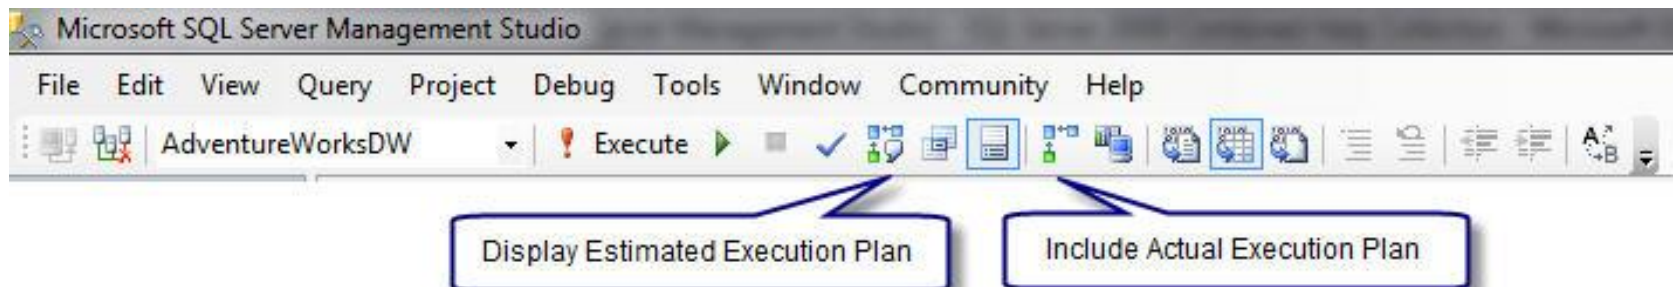 Microsoft SQL Server Management Studio
File Edit View Query Project Debug Tools Window Community Help
AdventureWorksDW Execute
Display Estimated Execution Plan
Include Actual Execution Plan